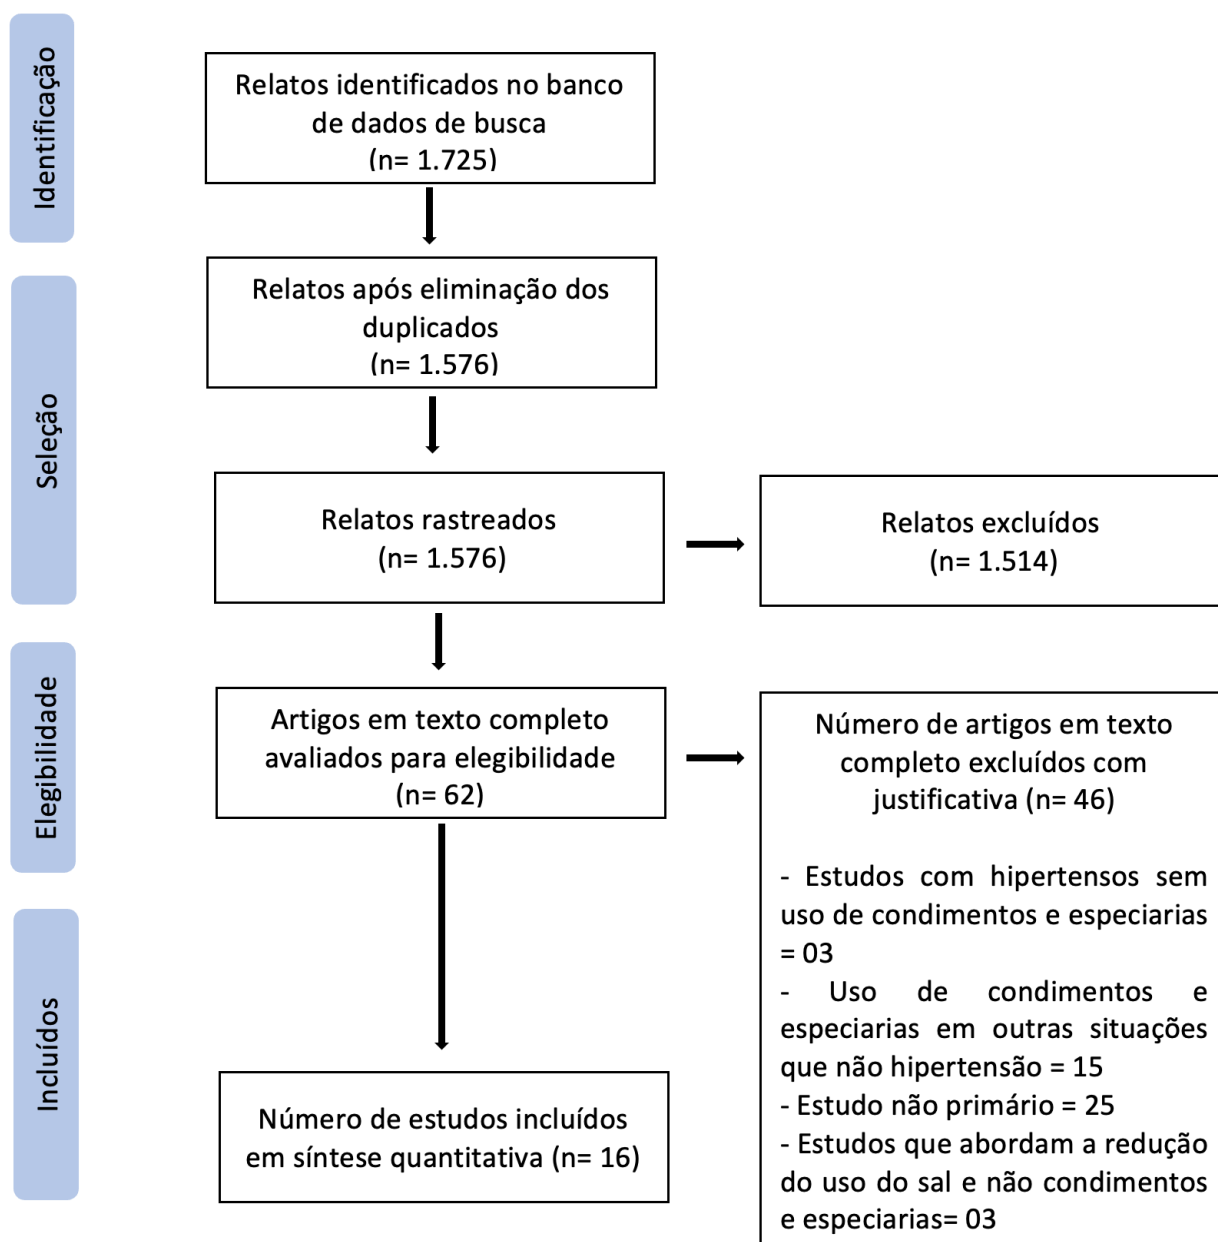 Identificação
Relatos identificados no banco
de dados de busca
(n= 1.725)
Seleção
Relatos após eliminação dos
duplicados
(n= 1.576)
Relatos rastreados
(n= 1.576)
Relatos excluídos
(n= 1.514)
Elegibilidade
Artigos em texto completo
avaliados para elegibilidade
(n= 62)
Número de artigos em texto
completo excluídos com
justificativa (n= 46)
- Estudos com hipertensos sem
uso de condimentos e especiarias
= 03
- Uso de condimentos e
especiarias em outras situações
que não hipertensão = 15
- Estudo não primário = 25
- Estudos que abordam a redução
do uso do sal e não condimentos
e especiarias= 03
Incluídos
Número de estudos incluídos
em síntese quantitativa (n= 16)